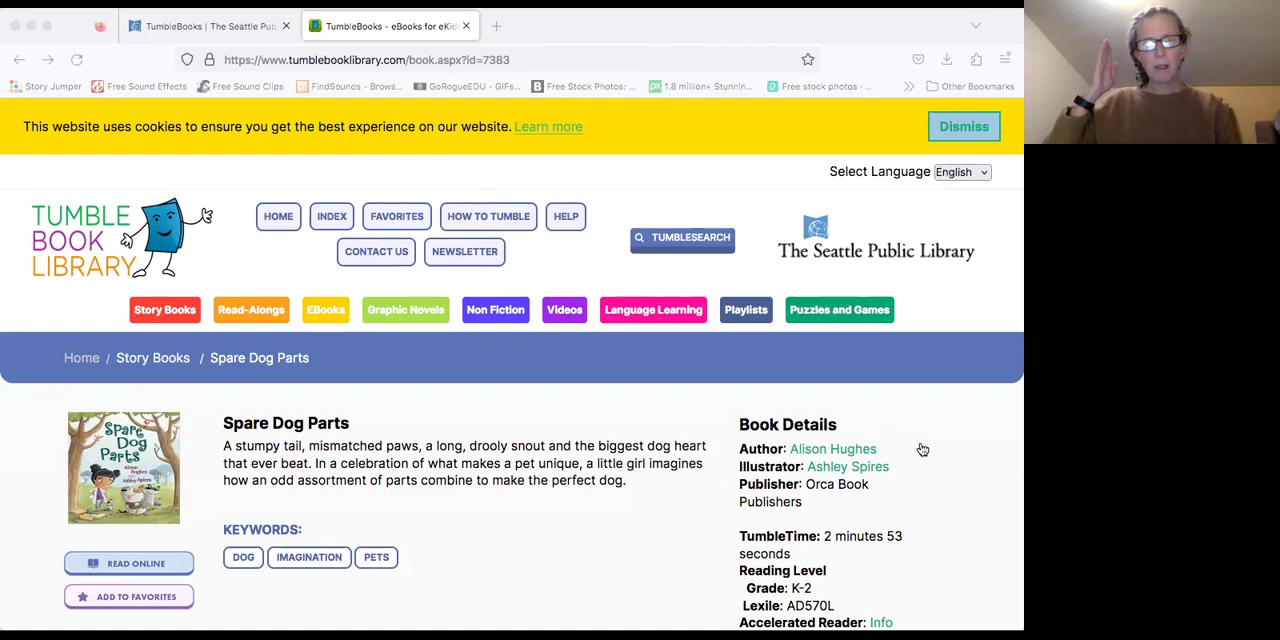 TumbleBooks | The Seattle Pub
TumbleBooks - eBooks for eKid
https://www.tumblebooklibrary.com/book.aspx?id=7383
Story Jumper Free Sound Effects Free Sound Clips FindSounds - Brows... GoRogueEDU - GIFs... Free Stock Photos: ... 1.8 million+ Stunnin... Free stock photos · ... Other Bookmarks
This website uses cookies to ensure you get the best experience on our website. Learn more
Dismiss
Select Language English
TUMBLE
BOOK
LIBRARY
HOME INDEX FAVORITES HOW TO TUMBLE HELP
CONTACT US NEWSLETTER
TUMBLESEARCH
The Seattle Public Library
Story Books Read-Alongs EBooks Graphic Novels Non Fiction Videos Language Learning Playlists Puzzles and Games
Home / Story Books / Spare Dog Parts
Spare
Dog
Parts
Alison
Hughes
Ashley
Spires
READ ONLINE
ADD TO FAVORITES
Spare Dog Parts
A stumpy tail, mismatched paws, a long, drooly snout and the biggest dog heart
that ever beat. In a celebration of what makes a pet unique, a little girl imagines
how an odd assortment of parts combine to make the perfect dog.
KEYWORDS:
DOG IMAGINATION PETS
Book Details
Author: Alison Hughes
Illustrator: Ashley Spires
Publisher: Orca Book
Publishers
TumbleTime: 2 minutes 53
seconds
Reading Level
Grade: K-2
Lexile: AD570L
Accelerated Reader: Info